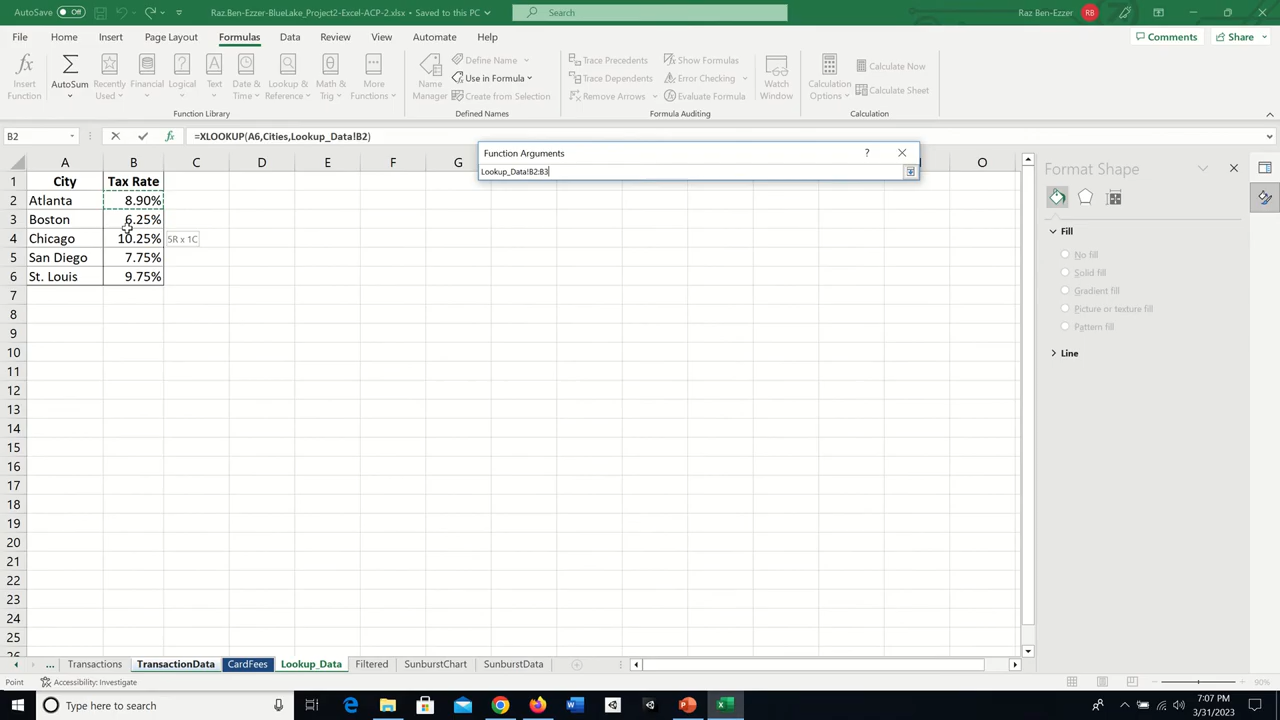 AutoSave Off Raz.Ben-Ezzer-BlueLake_Project2-Excel-ACP-2.xlsx • Saved to this PC Search Raz Ben-Ezzer RB
File Home Insert Page Layout Formulas Data Review View Automate Help Comments Share
Insert Function
AutoSum
Recently Used
Financial
Logical
Text
Date & Time
Lookup & Reference
Math & Trig
More Functions
Function Library
Name Manager
Define Name
Use in Formula
Create from Selection
Defined Names
Trace Precedents
Trace Dependents
Remove Arrows
Show Formulas
Error Checking
Evaluate Formula
Formula Auditing
Watch Window
Calculation Options
Calculate Now
Calculate Sheet
Calculation
B2 fx =XLOOKUP(A6,Cities,Lookup_Data!B2)
Function Arguments ?
Lookup_Data!B2:B3
A B C D E F G N O
1 City Tax Rate
2 Atlanta 8.90%
3 Boston 6.25%
4 Chicago 10.25% 5R x 1C
5 San Diego 7.75%
6 St. Louis 9.75%
7
8
9
10
11
12
13
14
15
16
17
18
19
20
21
22
23
24
25
Format Shape
Fill
No fill
Solid fill
Gradient fill
Picture or texture fill
Pattern fill
Line
... Transactions TransactionData CardFees Lookup_Data Filtered SunburstChart SunburstData
Point Accessibility: Investigate 90%
Type here to search
7:07 PM
3/31/2023